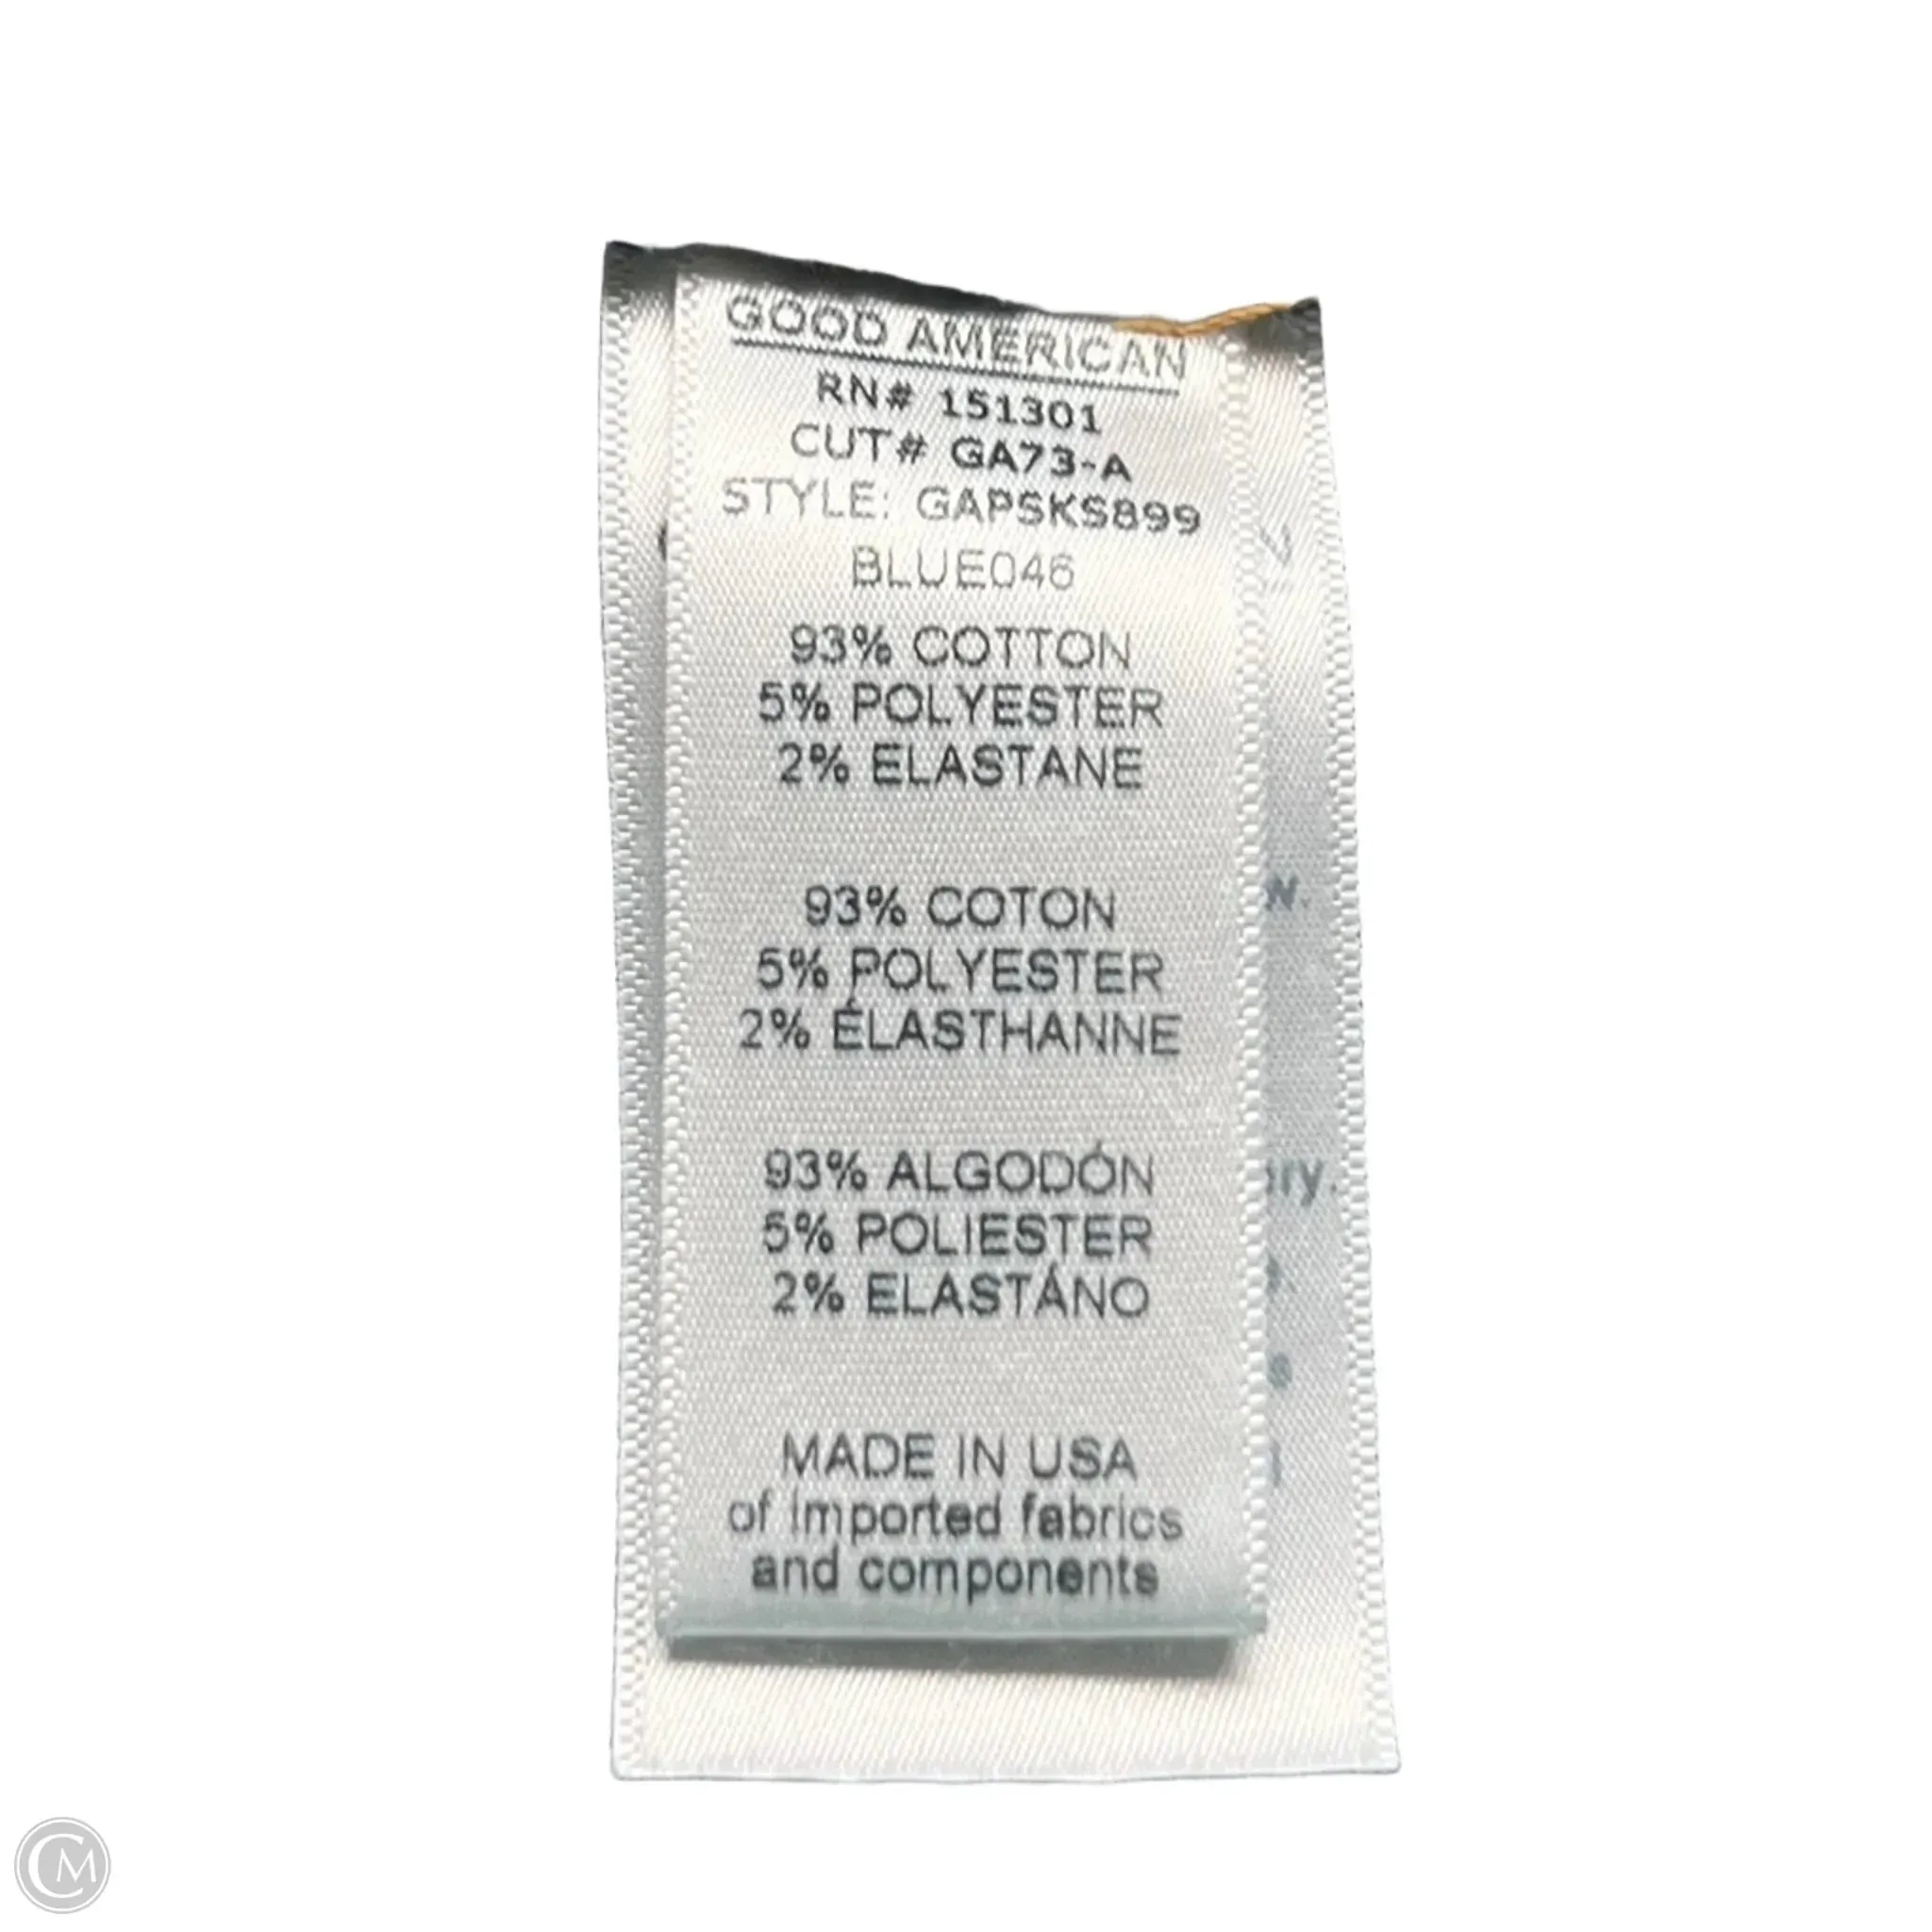 GOOD AMERICAN
RN# 151301
CUT# GA73-A
STYLE: GAPSKS899
BLUE046
93% COTTON
5% POLYESTER
2% ELASTANE
93% COTON
5% POLYESTER
2% ÉLASTHANNE
93% ALGODÓN
5% POLIESTER
2% ELASTÁNO
MADE IN USA
of imported fabrics
and components
CM